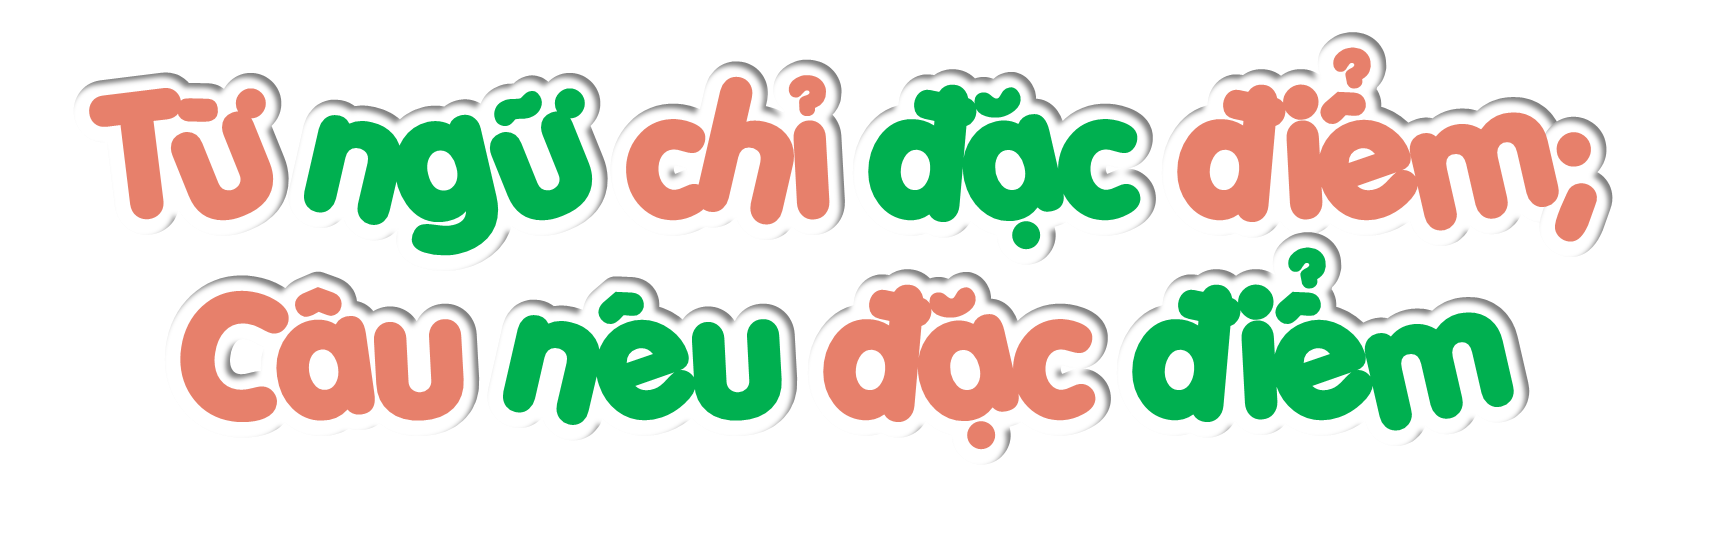 Từ ngữ chỉ đặc điểm;
Câu nêu đặc điểm